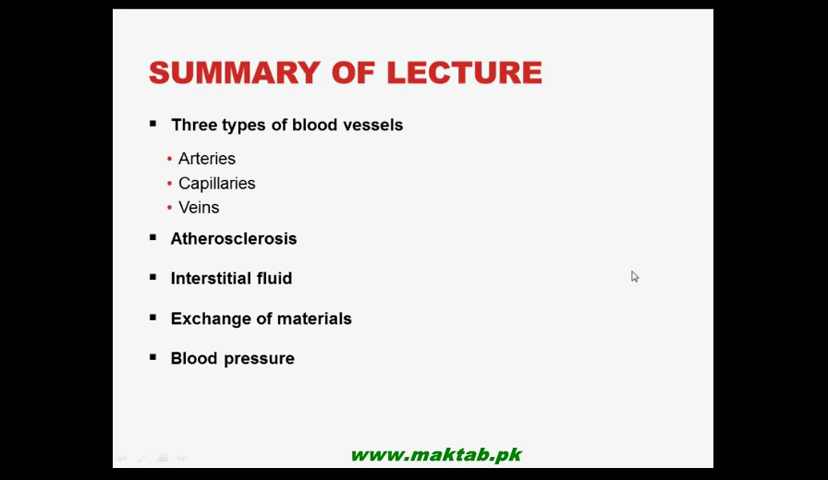 SUMMARY OF LECTURE
▪ Three types of blood vessels
• Arteries
• Capillaries
• Veins
▪ Atherosclerosis
▪ Interstitial fluid
▪ Exchange of materials
▪ Blood pressure
www.maktab.pk